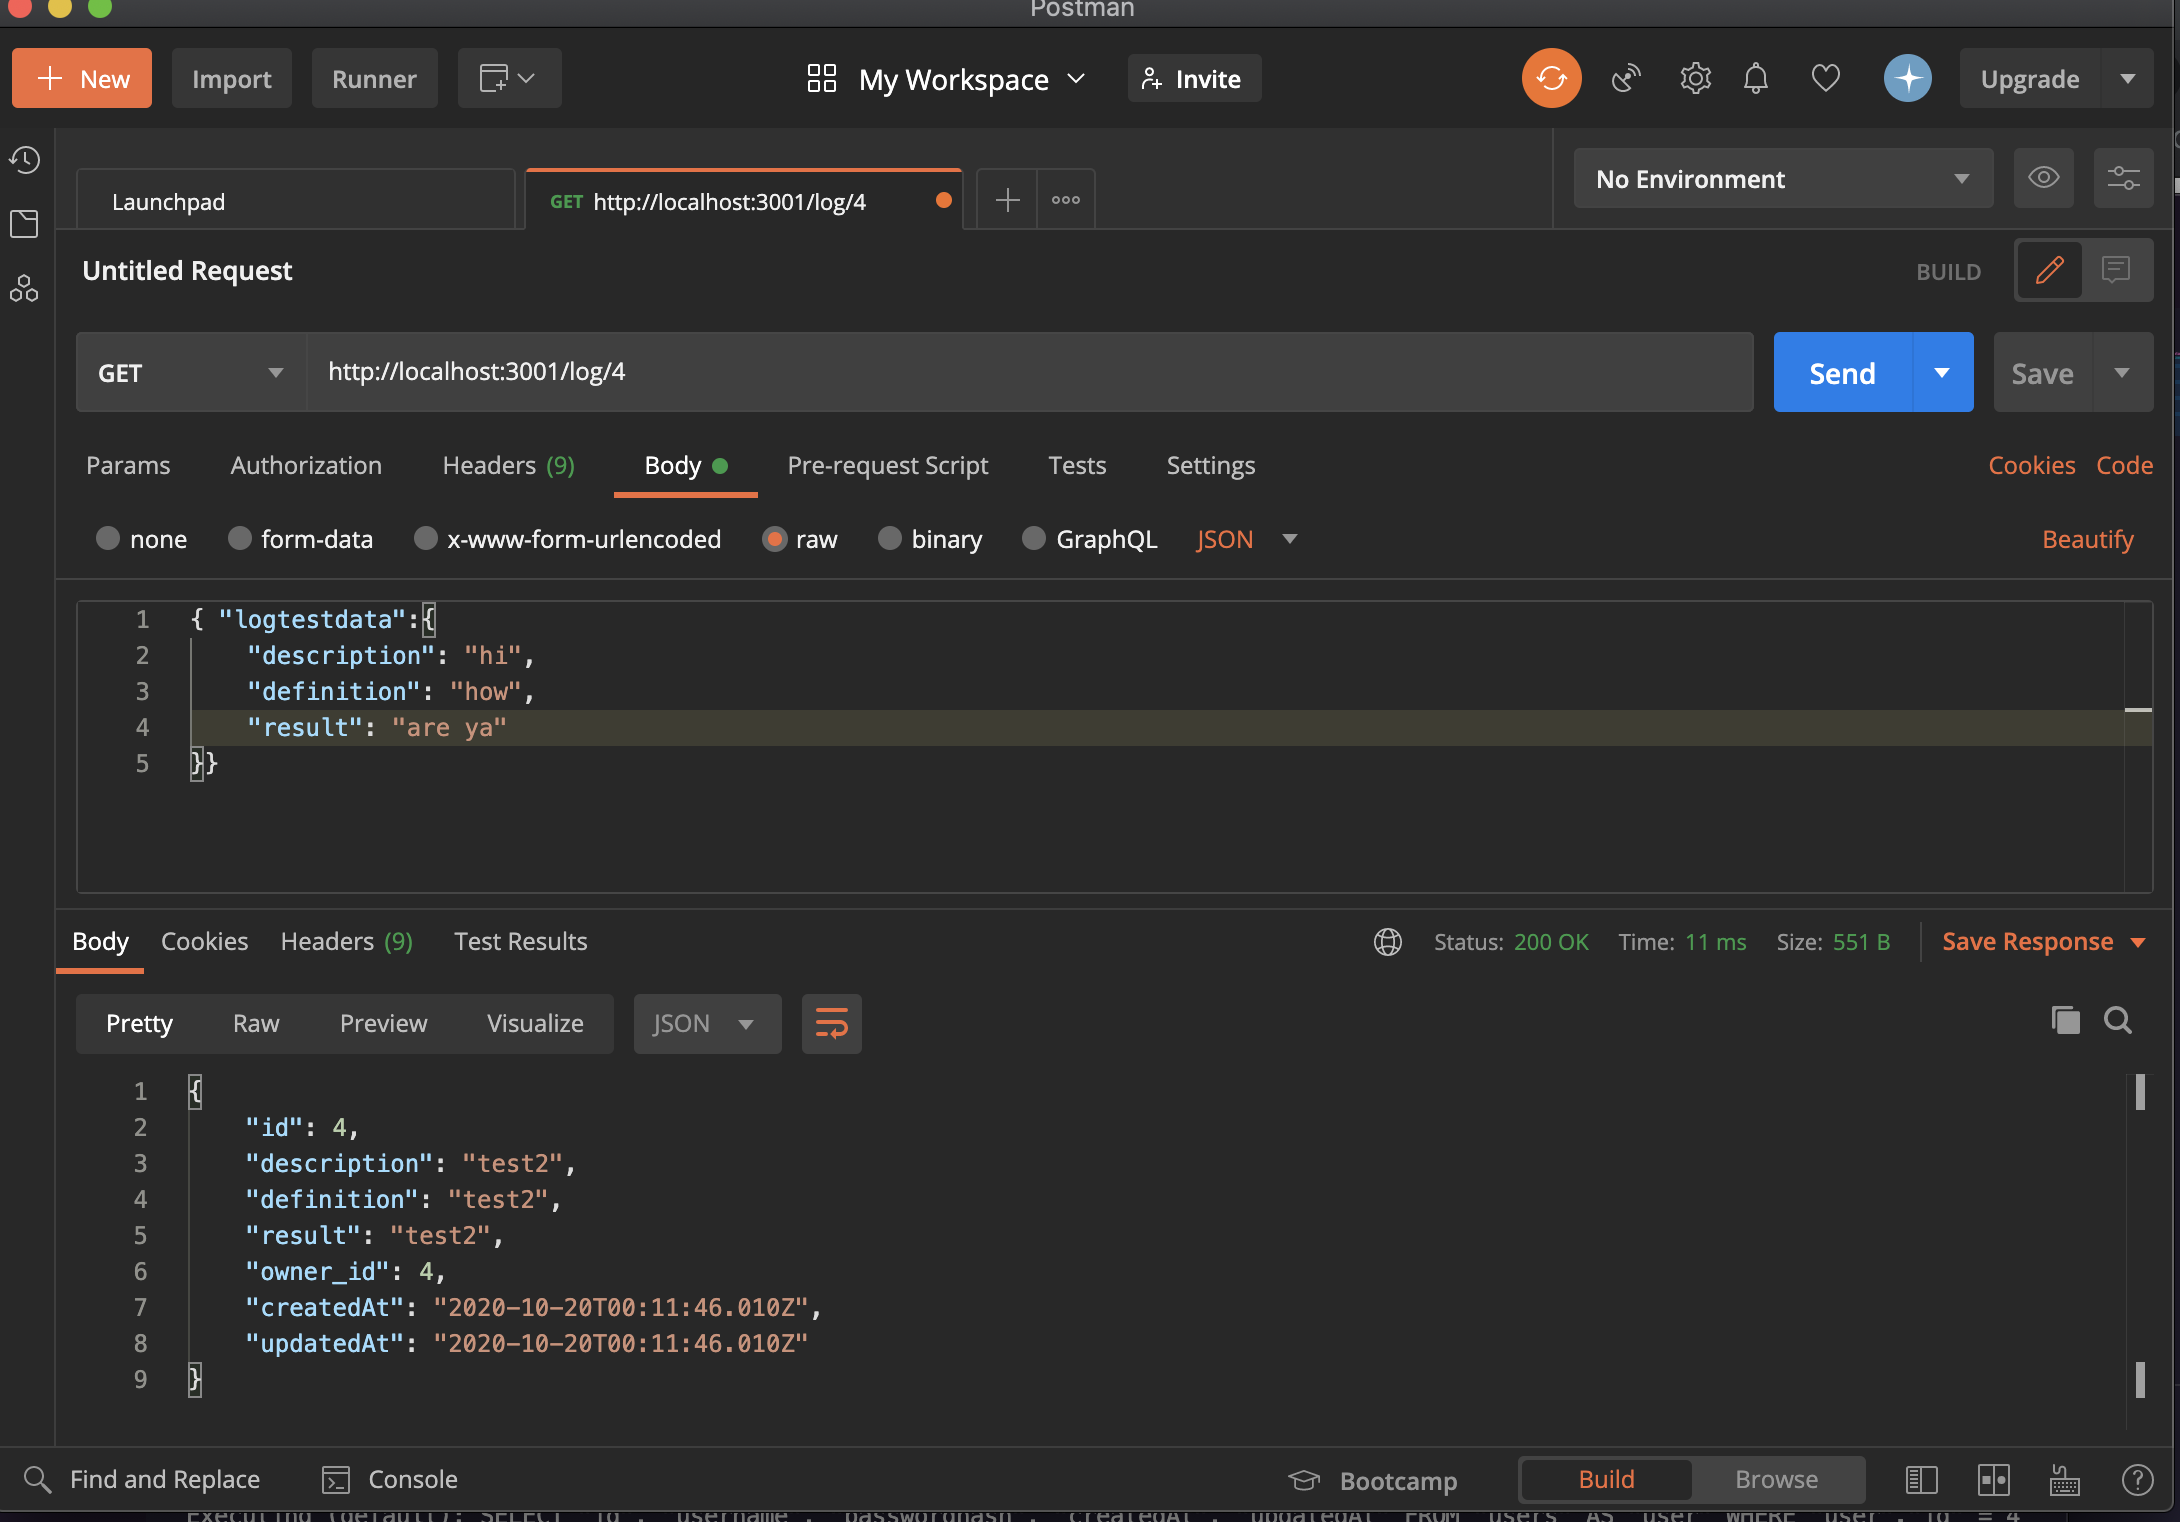 Postman
New
Import
Runner
My Workspace
Invite
Upgrade
Launchpad
GET http://localhost:3001/log/4
No Environment
Untitled Request
BUILD
GET
http://localhost:3001/log/4
Send
Save
Params
Authorization
Headers (9)
Body
Pre-request Script
Tests
Settings
Cookies
Code
none
form-data
x-www-form-urlencoded
raw
binary
GraphQL
JSON
Beautify
1 { "logtestdata":{
2 "description": "hi",
3 "definition": "how",
4 "result": "are ya"
5 }}
Body
Cookies
Headers (9)
Test Results
Status: 200 OK
Time: 11 ms
Size: 551 B
Save Response
Pretty
Raw
Preview
Visualize
JSON
1 {
2 "id": 4,
3 "description": "test2",
4 "definition": "test2",
5 "result": "test2",
6 "owner_id": 4,
7 "createdAt": "2020-10-20T00:11:46.010Z",
8 "updatedAt": "2020-10-20T00:11:46.010Z"
9 }
Find and Replace
Console
Bootcamp
Build
Browse